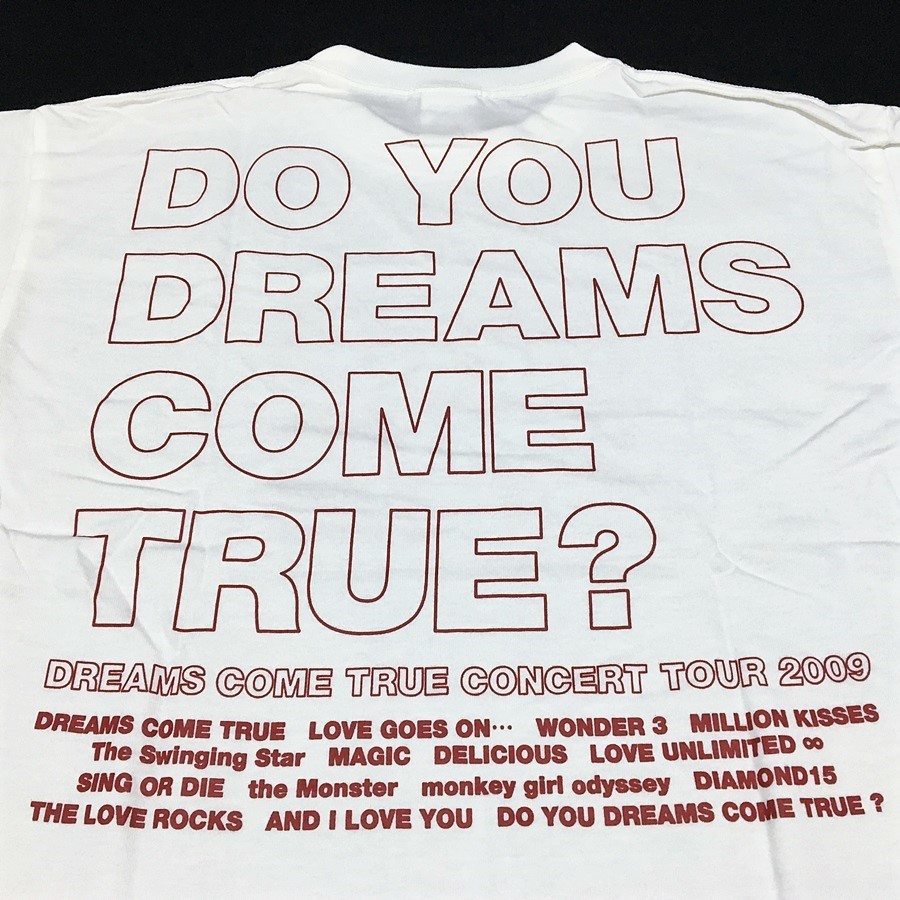 DO YOU
DREAMS
COME
TRUE?
DREAMS COME TRUE CONCERT TOUR 2009
DREAMS COME TRUE LOVE GOES ON… WONDER 3 MILLION KISSES
The Swinging Star MAGIC DELICIOUS LOVE UNLIMITED ∞
SING OR DIE the Monster monkey girl odyssey DIAMOND15
THE LOVE ROCKS AND I LOVE YOU DO YOU DREAMS COME TRUE ?